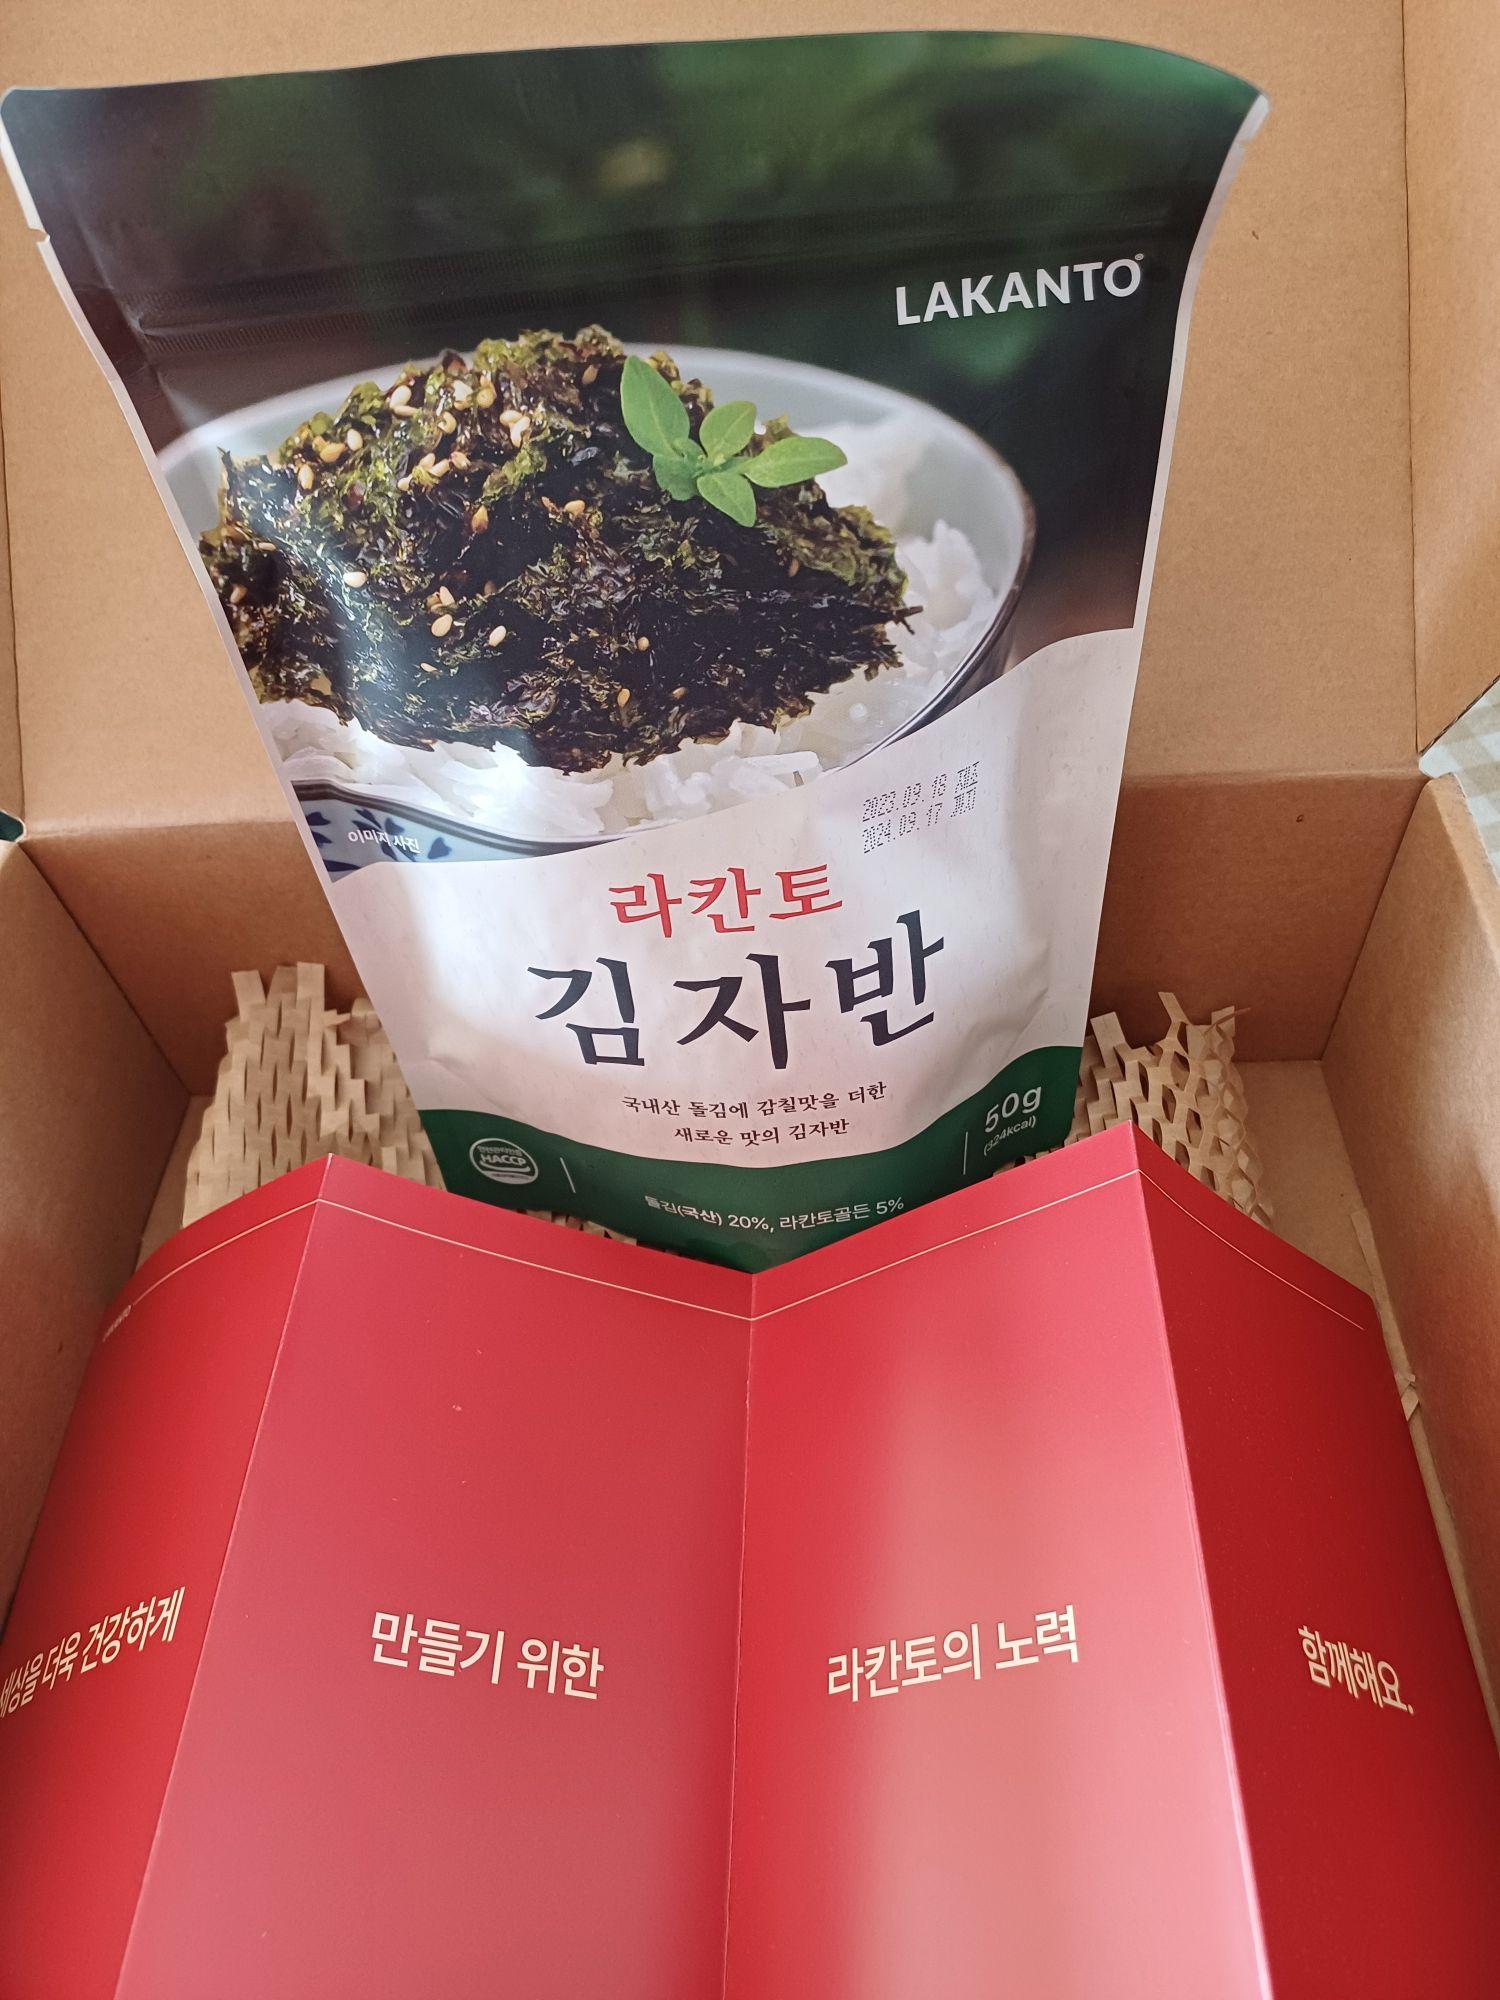 LAKANTO®
2023.09.18 제조
2024.09.17 까지
이미지 사진
라칸토
김자반
국내산 돌김에 감칠맛을 더한
새로운 맛의 김자반
50g
(324kcal)
HACCP
돌김(국산) 20%, 라칸토골든 5%
세상을 더욱 건강하게
만들기 위한
라칸토의 노력
함께해요.